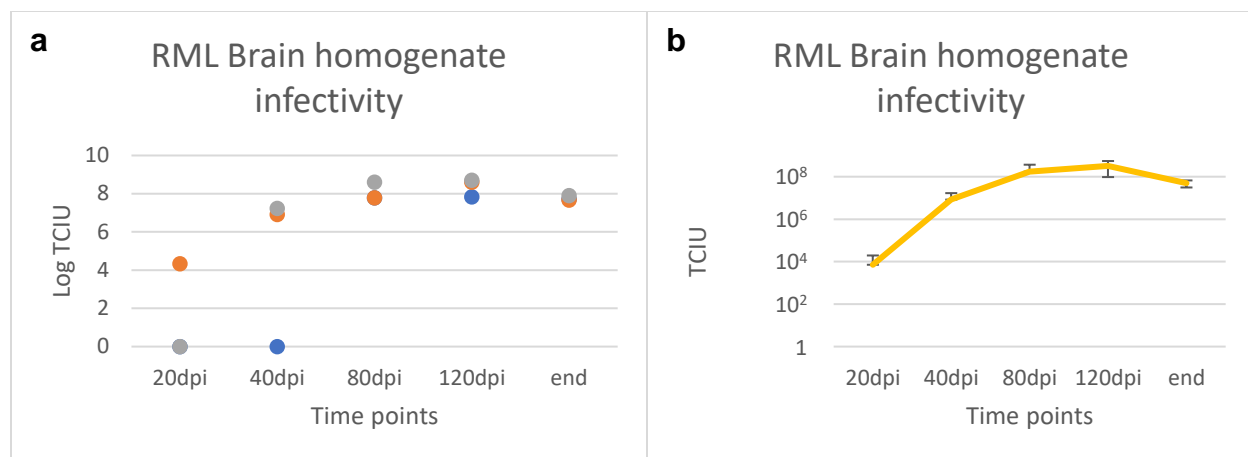 a
RML Brain homogenate
infectivity
10
8
6
4
2
0
Log TCIU
20dpi 40dpi 80dpi 120dpi end
Time points
b
RML Brain homogenate
infectivity
10⁸
10⁶
10⁴
10²
1
TCIU
20dpi 40dpi 80dpi 120dpi end
Time points